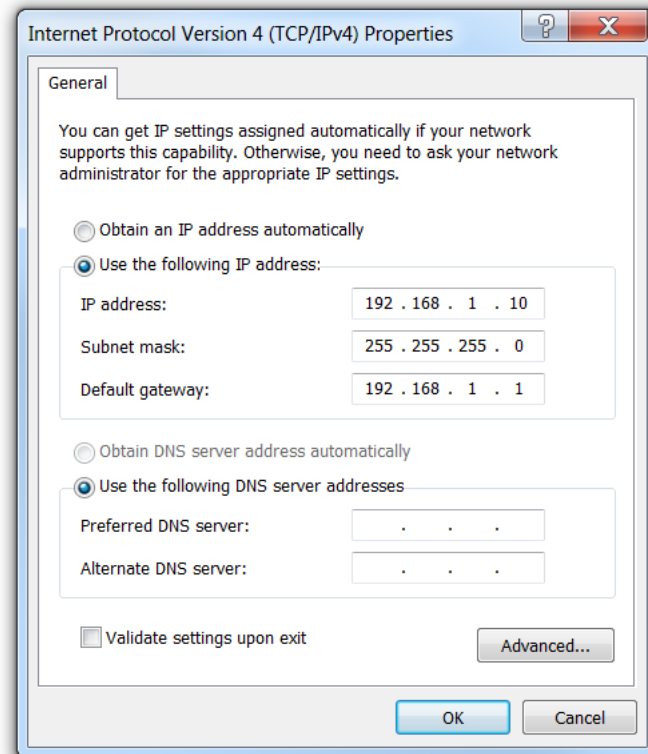 Internet Protocol Version 4 (TCP/IPv4) Properties
General
You can get IP settings assigned automatically if your network
supports this capability. Otherwise, you need to ask your network
administrator for the appropriate IP settings.
Obtain an IP address automatically
Use the following IP address:
IP address: 192 . 168 . 1 . 10
Subnet mask: 255 . 255 . 255 . 0
Default gateway: 192 . 168 . 1 . 1
Obtain DNS server address automatically
Use the following DNS server addresses
Preferred DNS server: . . .
Alternate DNS server: . . .
Validate settings upon exit
Advanced...
OK Cancel